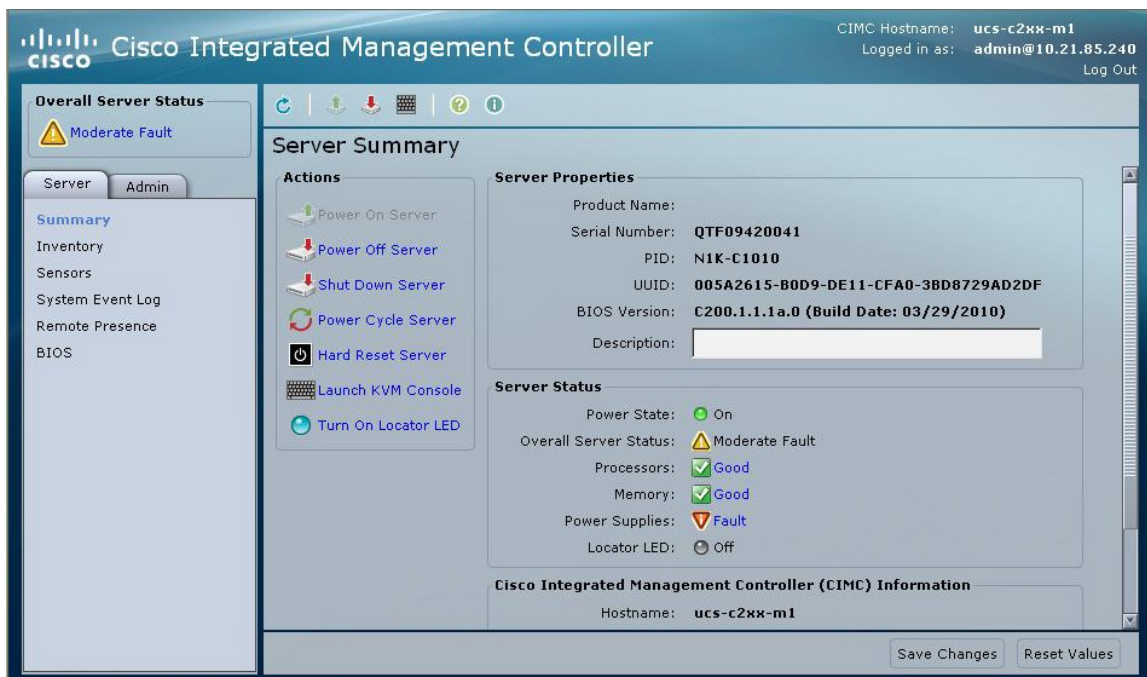 CISCO
Cisco Integrated Management Controller
CIMC Hostname: ucs-c2xx-m1
Logged in as: admin@10.21.85.240
Log Out
Overall Server Status
Moderate Fault
Server
Admin
Summary
Inventory
Sensors
System Event Log
Remote Presence
BIOS
Server Summary
Actions
Power On Server
Power Off Server
Shut Down Server
Power Cycle Server
Hard Reset Server
Launch KVM Console
Turn On Locator LED
Server Properties
Product Name:
Serial Number: QTF09420041
PID: N1K-C1010
UUID: 005A2615-B0D9-DE11-CFA0-3BD8729AD2DF
BIOS Version: C200.1.1.1a.0 (Build Date: 03/29/2010)
Description:
Server Status
Power State: On
Overall Server Status: Moderate Fault
Processors: Good
Memory: Good
Power Supplies: Fault
Locator LED: Off
Cisco Integrated Management Controller (CIMC) Information
Hostname: ucs-c2xx-m1
Save Changes
Reset Values